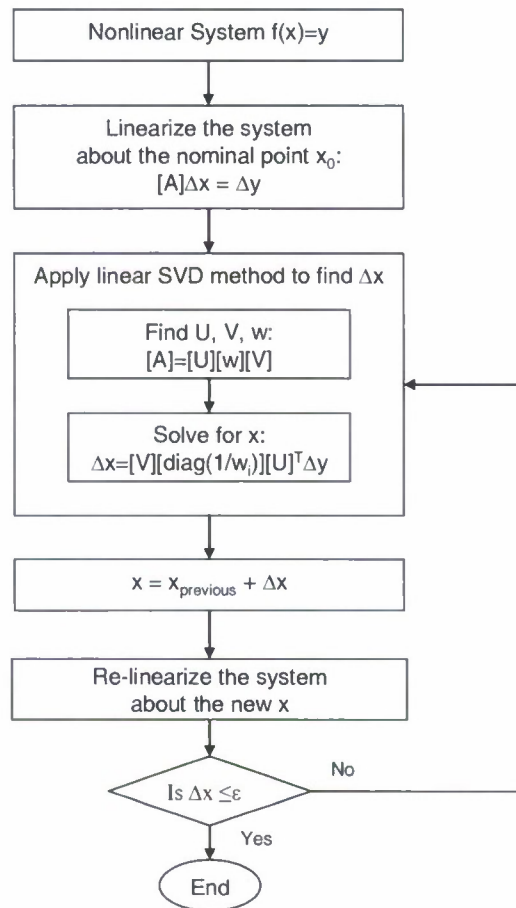 Nonlinear System f(x)=y
Linearize the system
about the nominal point x₀:
[A]Δx = Δy
Apply linear SVD method to find Δx
Find U, V, w:
[A]=[U][w][V]
Solve for x:
Δx=[V][diag(1/wᵢ)][U]ᵀΔy
x = x_previous + Δx
Re-linearize the system
about the new x
Is Δx ≤ε
No
Yes
End